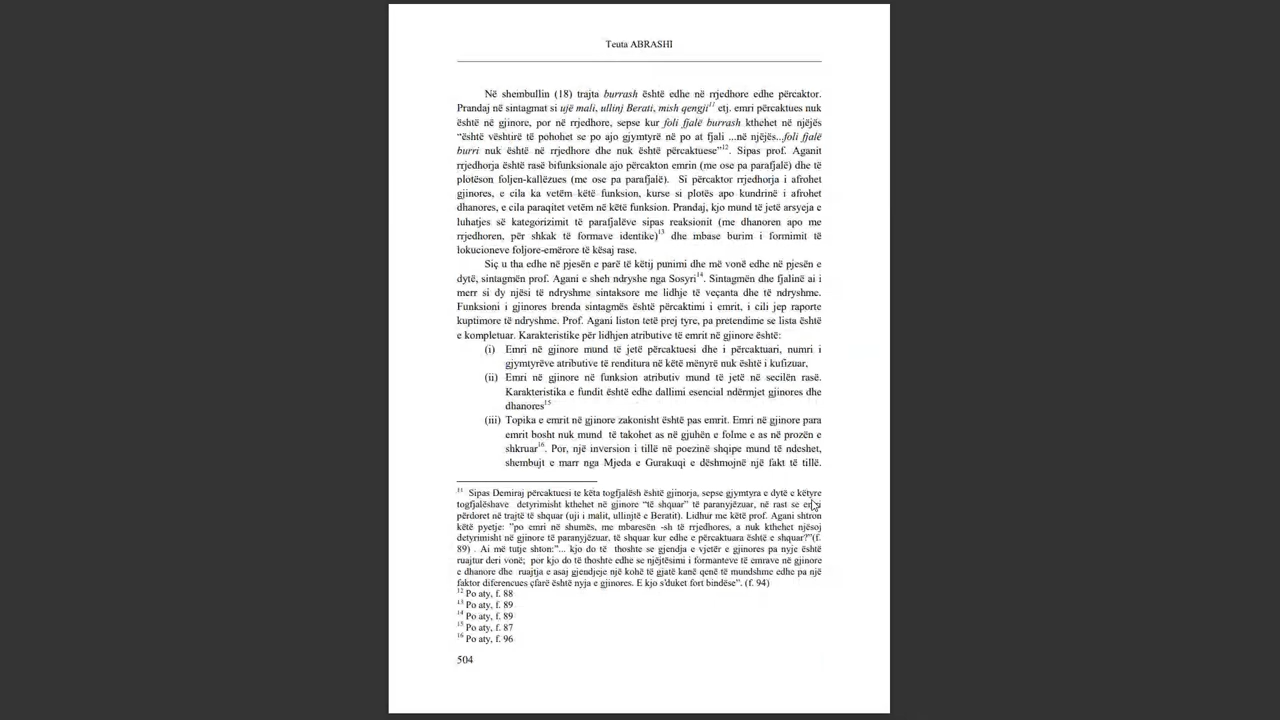 Teuta ABRASHI
Në shembullin (18) trajta burrash është edhe në rrjedhore edhe përcaktor.
Prandaj në sintagmat si ujë mali, ullinj Berati, mish qengji11 etj. emri përcaktues nuk
është në gjinore, por në rrjedhore, sepse kur foli fjalë burrash kthehet në njëjës
“është vështirë të pohohet se po ajo gjymtyrë në po at fjali ...në njëjës...foli fjalë
burri nuk është në rrjedhore dhe nuk është përcaktuese”12. Sipas prof. Aganit
rrjedhorja është rasë bifunksionale ajo përcakton emrin (me ose pa parafjalë) dhe të
plotëson foljen-kallëzues (me ose pa parafjalë). Si përcaktor rrjedhorja i afrohet
gjinores, e cila ka vetëm këtë funksion, kurse si plotës apo kundrinë i afrohet
dhanores, e cila paraqitet vetëm në këtë funksion. Prandaj, kjo mund të jetë arsyeja e
luhatjes së kategorizimit të parafjalëve sipas reaksionit (me dhanoren apo me
rrjedhoren, për shkak të formave identike)13 dhe mbase burim i formimit të
lokucioneve foljore-emërore të kësaj rase.
Siç u tha edhe në pjesën e parë të këtij punimi dhe më vonë edhe në pjesën e
dytë, sintagmën prof. Agani e sheh ndryshe nga Sosyri14. Sintagmën dhe fjalinë ai i
merr si dy njësi të ndryshme sintaksore me lidhje të veçanta dhe të ndryshme.
Funksioni i gjinores brenda sintagmës është përcaktimi i emrit, i cili jep raporte
kuptimore të ndryshme. Prof. Agani liston tetë prej tyre, pa pretendime se lista është
e kompletuar. Karakteristike për lidhjen atributive të emrit në gjinore është:
(i) Emri në gjinore mund të jetë përcaktuesi dhe i përcaktuari, numri i
gjymtyrëve atributive të renditura në këtë mënyrë nuk është i kufizuar,
(ii) Emri në gjinore në funksion atributiv mund të jetë në secilën rasë.
Karakteristika e fundit është edhe dallimi esencial ndërmjet gjinores dhe
dhanores15
(iii) Topika e emrit në gjinore zakonisht është pas emrit. Emri në gjinore para
emrit bosht nuk mund të takohet as në gjuhën e folme e as në prozën e
shkruar16. Por, një inversion i tillë në poezinë shqipe mund të ndeshet,
shembujt e marr nga Mjeda e Gurakuqi e dëshmojnë një fakt të tillë.
11 Sipas Demiraj përcaktuesi te këta togfjalësh është gjinorja, sepse gjymtyra e dytë e këtyre
togfjalëshave detyrimisht kthehet në gjinore “të shquar” të paranyjëzuar, në rast se emri
përdoret në trajtë të shquar (uji i malit, ullinjtë e Beratit). Lidhur me këtë prof. Agani shtron
këtë pyetje: ”po emri në shumës, me mbaresën -sh të rrjedhores, a nuk kthehet njësoj
detyrimisht në gjinore të paranyjëzuar, të shquar kur edhe e përcaktuara është e shquar?”(f.
89) . Ai më tutje shton:”... kjo do të thoshte se gjendja e vjetër e gjinores pa nyje është
ruajtur deri vonë; por kjo do të thoshte edhe se njëjtësimi i formanteve të emrave në gjinore
e dhanore dhe ruajtja e asaj gjendjeje një kohë të gjatë kanë qenë të mundshme edhe pa një
faktor diferencues çfarë është nyja e gjinores. E kjo s’duket fort bindëse”. (f. 94)
12 Po aty, f. 88
13 Po aty, f. 89
14 Po aty, f. 89
15 Po aty, f. 87
16 Po aty, f. 96
504